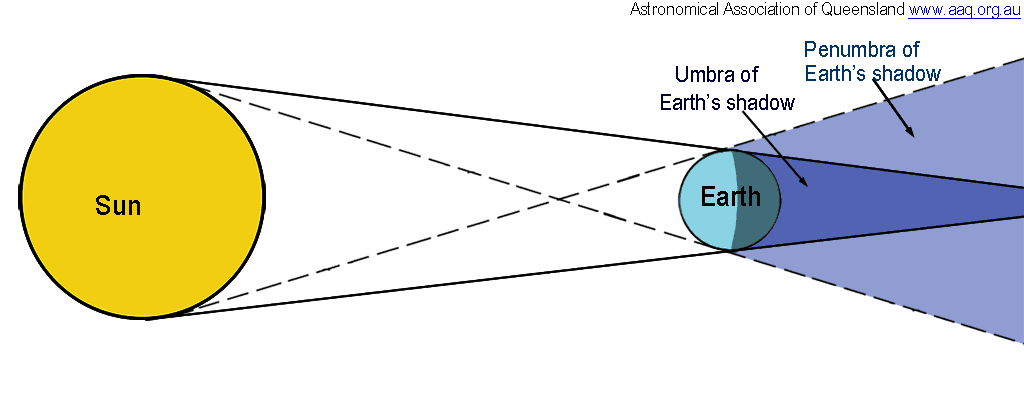 Astronomical Association of Queensland www.aaq.org.au
Penumbra of
Earth's shadow
Umbra of
Earth's shadow
Sun
Earth